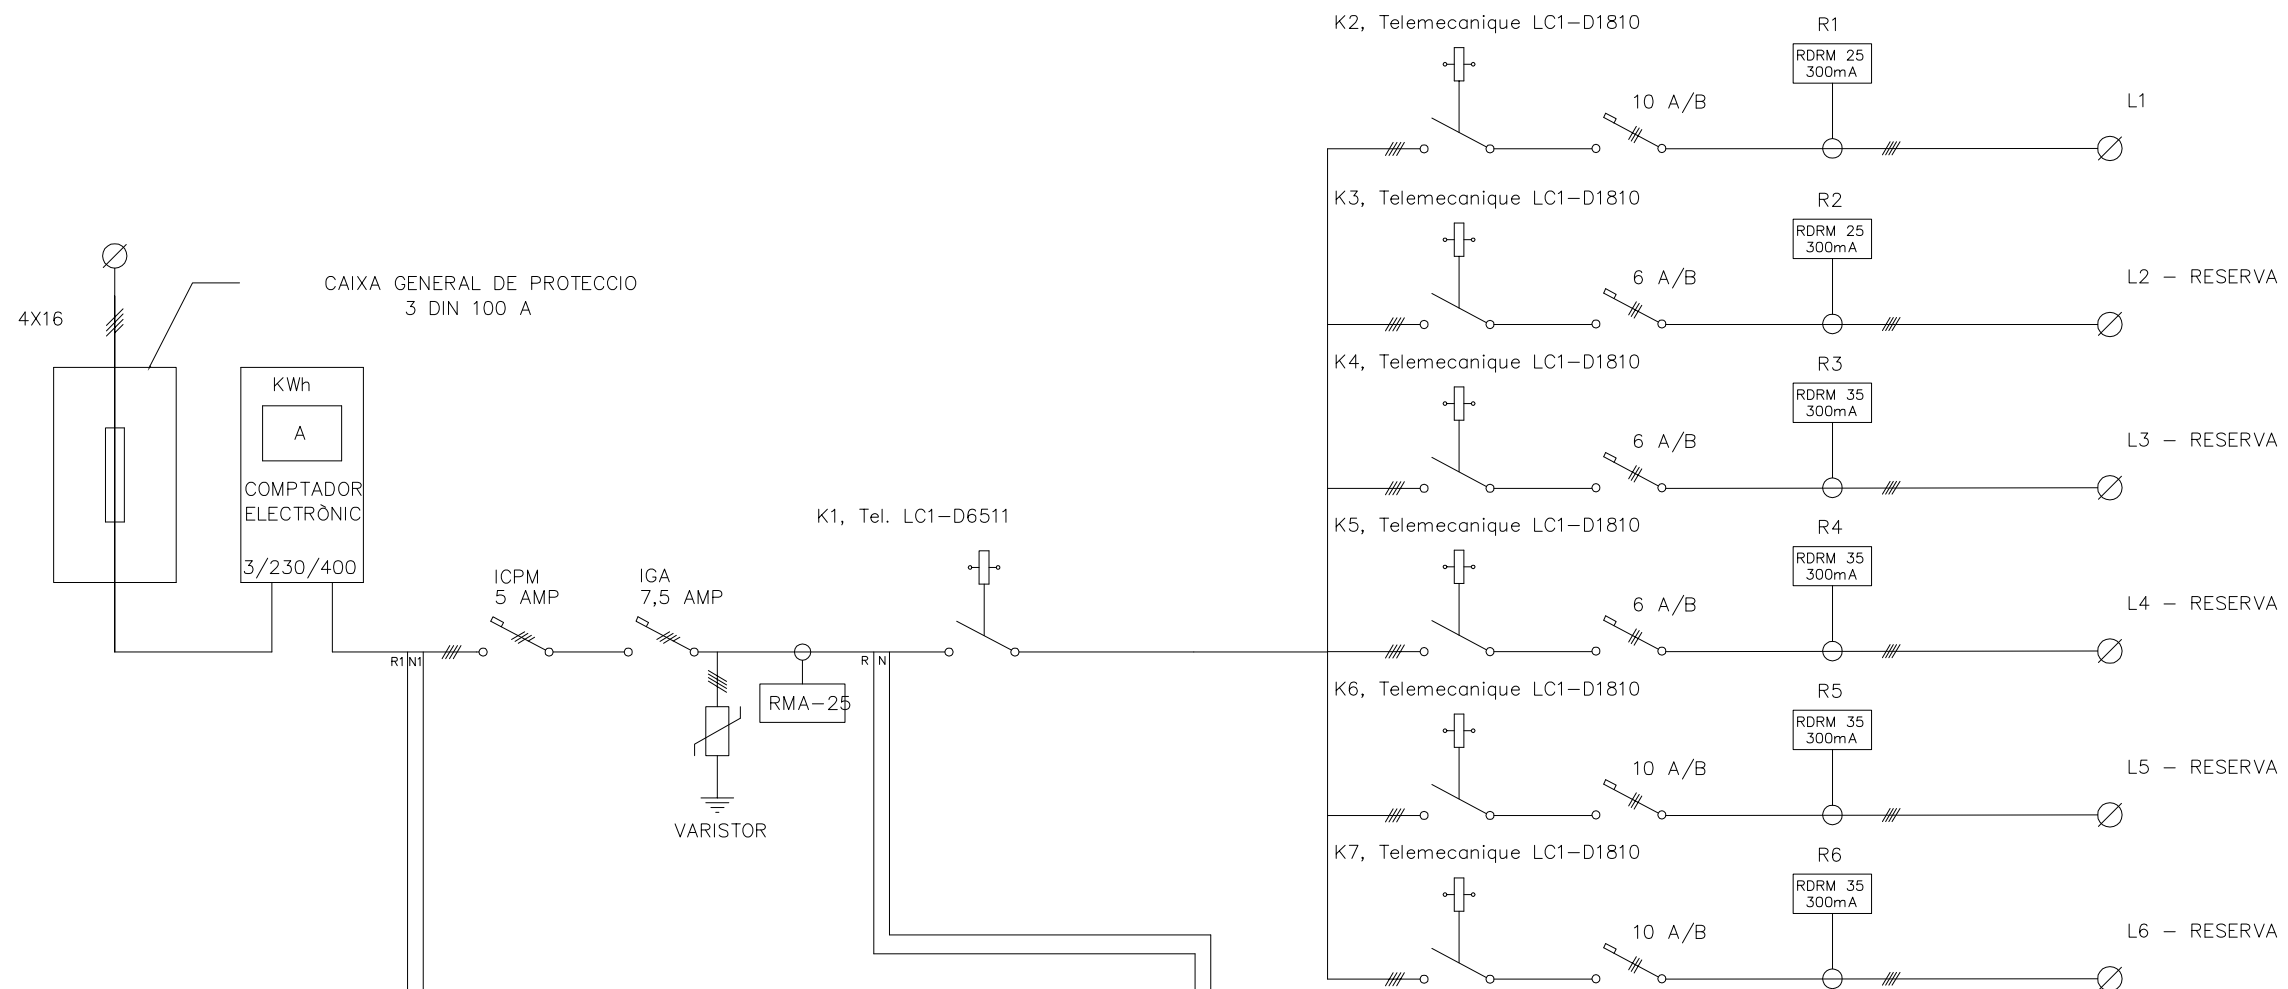 K2, Telemecanique LC1-D1810
R1
RDRM 25
300mA
10 A/B
L1
K3, Telemecanique LC1-D1810
R2
RDRM 25
300mA
6 A/B
L2 - RESERVA
CAIXA GENERAL DE PROTECCIO
3 DIN 100 A
4X16
K4, Telemecanique LC1-D1810
R3
RDRM 35
300mA
6 A/B
L3 - RESERVA
KWh
A
COMPTADOR
ELECTRÒNIC
3/230/400
K1, Tel. LC1-D6511
K5, Telemecanique LC1-D1810
R4
RDRM 35
300mA
6 A/B
L4 - RESERVA
ICPM
5 AMP
IGA
7,5 AMP
R1 N1
R N
RMA-25
VARISTOR
K6, Telemecanique LC1-D1810
R5
RDRM 35
300mA
10 A/B
L5 - RESERVA
K7, Telemecanique LC1-D1810
R6
RDRM 35
300mA
10 A/B
L6 - RESERVA